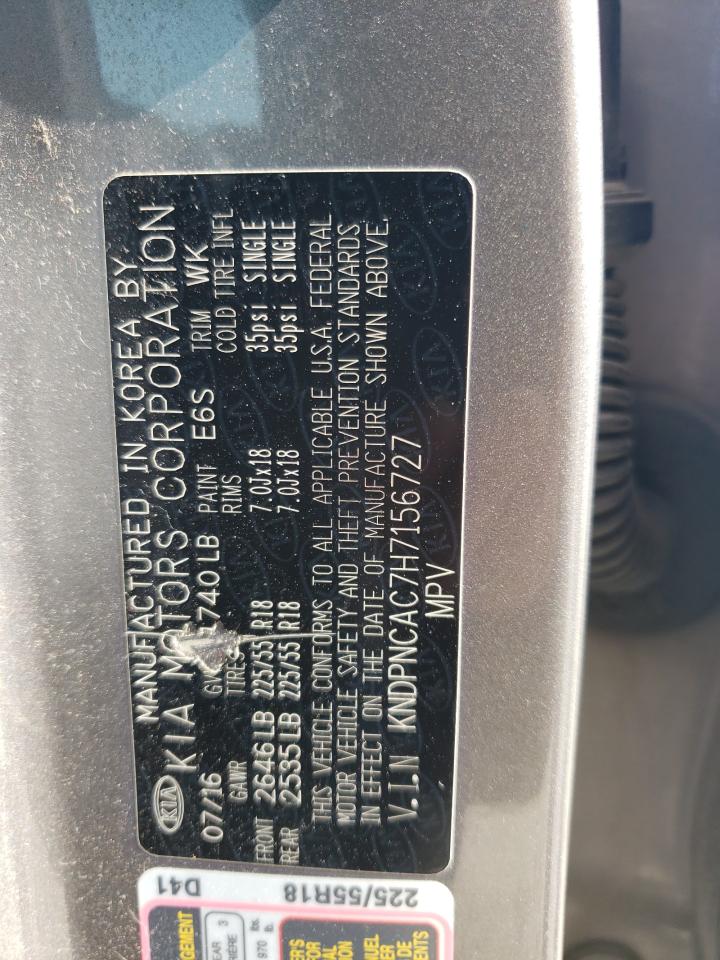 MANUFACTURED IN KOREA BY
KIA KIA MOTORS CORPORATION
07/16 740 LB PAINT E6S TRIM WK
GAWR TIRES RIMS COLD TIRE INFL
FRONT 2646LB 225/55 R18 7.0Jx18 35psi SINGLE
REAR 2535LB 225/55 R18 7.0Jx18 35psi SINGLE
THIS VEHICLE CONFORMS TO ALL APPLICABLE U.S.A. FEDERAL
MOTOR VEHICLE SAFETY AND THEFT PREVENTION STANDARDS
IN EFFECT ON THE DATE OF MANUFACTURE SHOWN ABOVE.
V.I.N KNDPNCAC7H7156727
MPV
225/55R18 D41